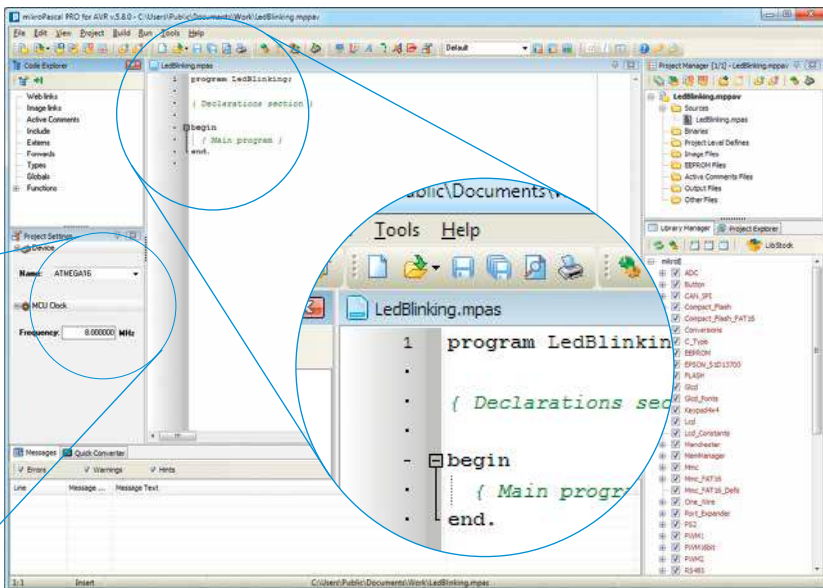 mikroPascal PRO for AVR v.5.8.0 - C:\Users\Public\Documents\Work\LedBlinking.mppav
File Edit View Project Build Run Tools Help
Default
Code Explorer
Web links
Image links
Active Comments
Include
Externs
Forwards
Types
Globals
Functions
LedBlinking.mpas
1 program LedBlinking;
{ Declarations section }
begin
{ Main program }
end.
Project Manager [1/1] - LedBlinking.mppav
LedBlinking.mppav
Sources
LedBlinking.mpas
Binaries
Project Level Defines
Image Files
EEPROM Files
Active Comments Files
Output Files
Other Files
Project Settings
Device
Name: ATMEGA16
MCU Clock
Frequency: 8.000000 MHz
Public\Documents\W
Tools Help
LedBlinking.mpas
1 program LedBlinkin
{ Declarations sec
begin
{ Main progr
end.
Library Manager Project Explorer
LibStock
mikroE
ADC
Button
CAN_SPI
Compact_Flash
Compact_Flash_FAT16
Conversions
C_Type
EEPROM
EPSON_S1D13700
FLASH
Glcd
Glcd_Fonts
Keypad4x4
Lcd
Lcd_Constants
Manchester
MemManager
Mmc
Mmc_FAT16
Mmc_FAT16_Defs
One_Wire
Port_Expander
PS2
PWM1
PWM16bit
PWM2
RS485
Messages Quick Converter
Errors Warnings Hints
Line Message ... Message Text
1:1 Insert C:\Users\Public\Documents\Work\LedBlinking.mpas